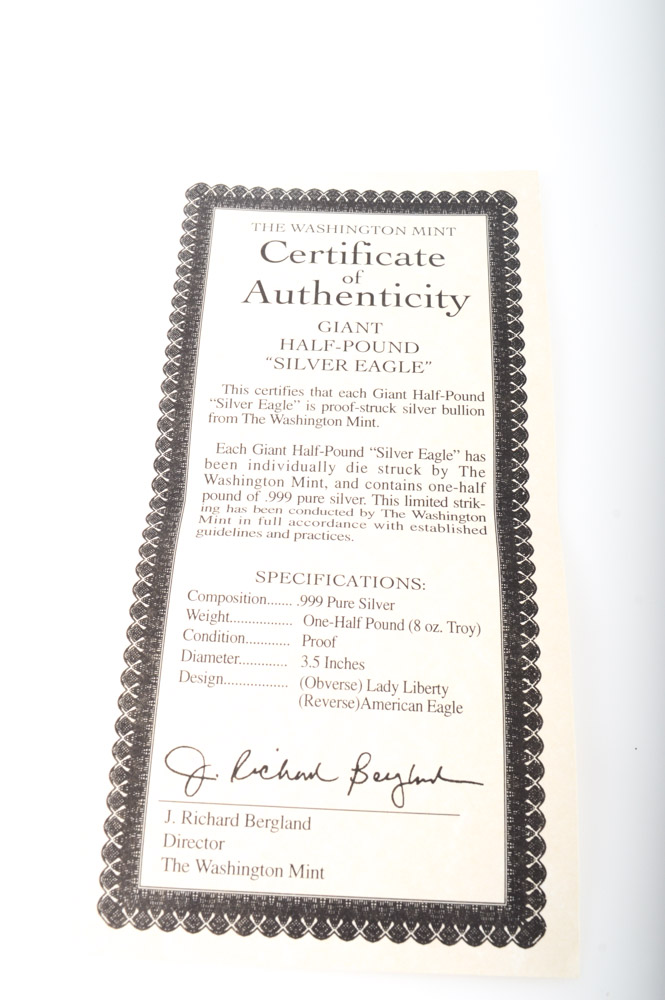 THE WASHINGTON MINT
Certificate
of
Authenticity
GIANT
HALF-POUND
“SILVER EAGLE”
This certifies that each Giant Half-Pound
“Silver Eagle” is proof-struck silver bullion
from The Washington Mint.
Each Giant Half-Pound “Silver Eagle” has
been individually die struck by The
Washington Mint, and contains one-half
pound of .999 pure silver. This limited strik-
ing has been conducted by The Washington
Mint in full accordance with established
guidelines and practices.
SPECIFICATIONS:
Composition....... .999 Pure Silver
Weight................. One-Half Pound (8 oz. Troy)
Condition............ Proof
Diameter............. 3.5 Inches
Design................. (Obverse) Lady Liberty
(Reverse)American Eagle
J. Richard Bergland
J. Richard Bergland
Director
The Washington Mint